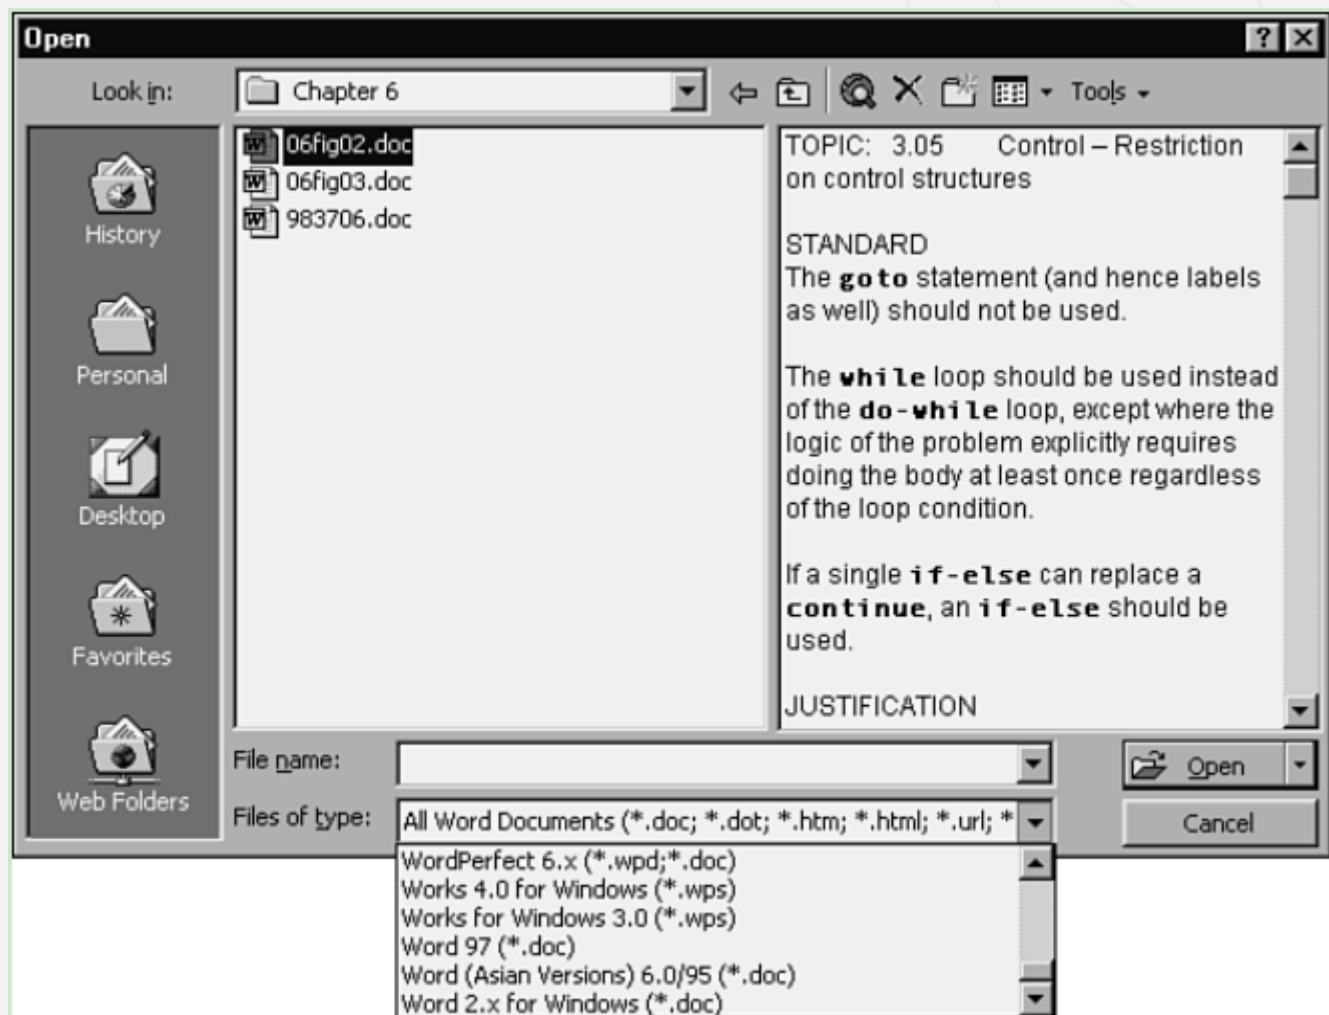 Open
Look in:
Chapter 6
Tools
History
Personal
Desktop
Favorites
Web Folders
06fig02.doc
06fig03.doc
983706.doc
TOPIC: 3.05 Control – Restriction
on control structures
STANDARD
The goto statement (and hence labels
as well) should not be used.
The while loop should be used instead
of the do-while loop, except where the
logic of the problem explicitly requires
doing the body at least once regardless
of the loop condition.
If a single if-else can replace a
continue, an if-else should be
used.
JUSTIFICATION
File name:
Open
Files of type:
All Word Documents (*.doc; *.dot; *.htm; *.html; *.url; *
Cancel
WordPerfect 6.x (*.wpd;*.doc)
Works 4.0 for Windows (*.wps)
Works for Windows 3.0 (*.wps)
Word 97 (*.doc)
Word (Asian Versions) 6.0/95 (*.doc)
Word 2.x for Windows (*.doc)